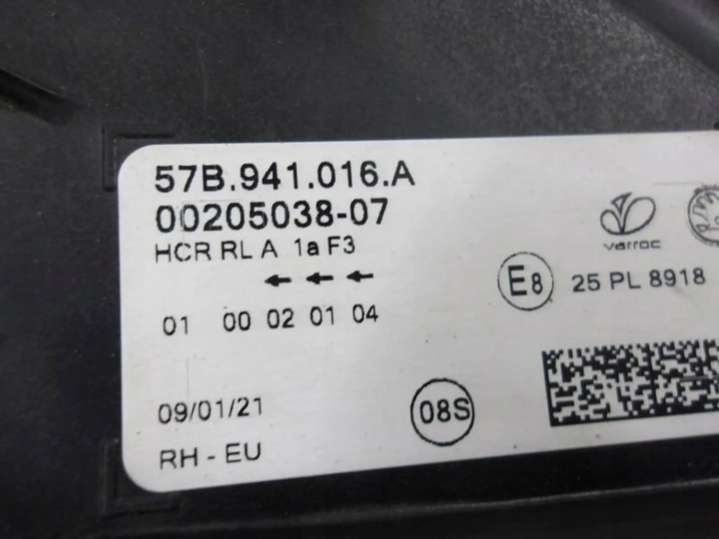 57B.941.016.A
00205038-07
HCR RL A 1a F3
varroc
E8 25 PL 8918
01 00 02 01 04
09/01/21
08S
RH - EU